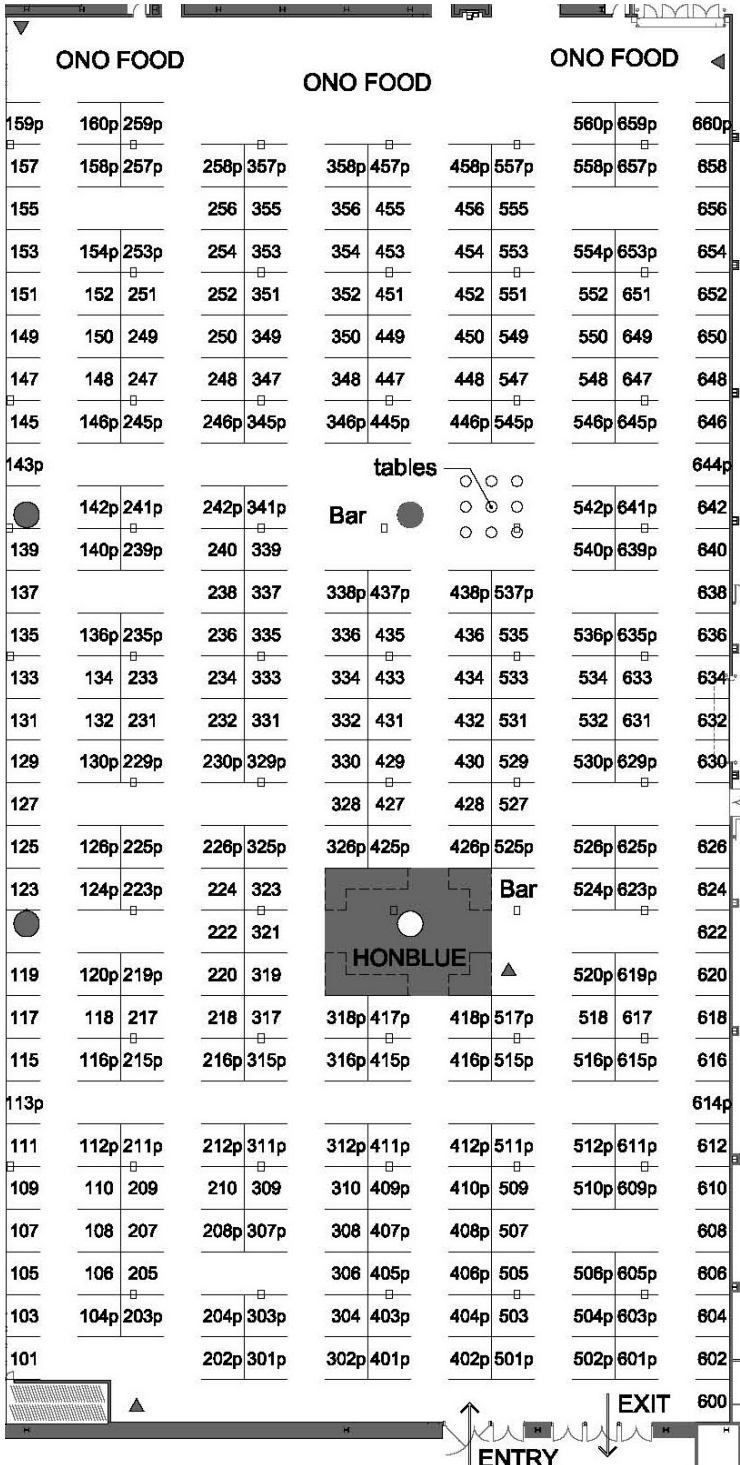 ONO FOOD ONO FOOD ONO FOOD
159p 160p 259p 560p 659p 660p
157 158p 257p 258p 357p 358p 457p 458p 557p 558p 657p 658
155 256 355 356 455 456 555 656
153 154p 253p 254 353 354 453 454 553 554p 653p 654
151 152 251 252 351 352 451 452 551 552 651 652
149 150 249 250 349 350 449 450 549 550 649 650
147 148 247 248 347 348 447 448 547 548 647 648
145 146p 245p 246p 345p 346p 445p 446p 545p 546p 645p 646
143p tables 644p
142p 241p 242p 341p Bar 542p 641p 642
139 140p 239p 240 339 540p 639p 640
137 238 337 338p 437p 438p 537p 638
135 136p 235p 236 335 336 435 436 535 536p 635p 636
133 134 233 234 333 334 433 434 533 534 633 634
131 132 231 232 331 332 431 432 531 532 631 632
129 130p 229p 230p 329p 330 429 430 529 530p 629p 630
127 328 427 428 527
125 126p 225p 226p 325p 326p 425p 426p 525p 526p 625p 626
123 124p 223p 224 323 Bar 524p 623p 624
222 321 622
HONBLUE
119 120p 219p 220 319 520p 619p 620
117 118 217 218 317 318p 417p 418p 517p 518 617 618
115 116p 215p 216p 315p 316p 415p 416p 515p 516p 615p 616
113p 614p
111 112p 211p 212p 311p 312p 411p 412p 511p 512p 611p 612
109 110 209 210 309 310 409p 410p 509 510p 609p 610
107 108 207 208p 307p 308 407p 408p 507 608
105 106 205 306 405p 406p 505 506p 605p 606
103 104p 203p 204p 303p 304 403p 404p 503 504p 603p 604
101 202p 301p 302p 401p 402p 501p 502p 601p 602
EXIT 600
ENTRY